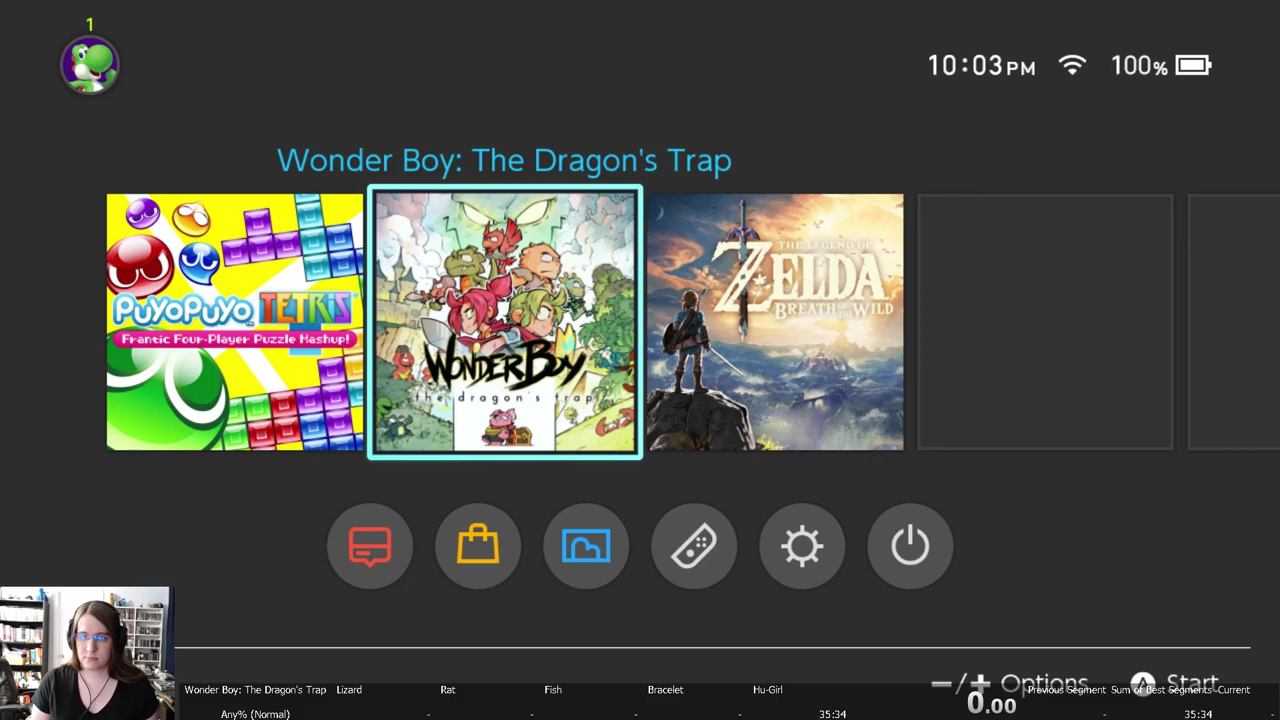 1
10:03PM 100%
Wonder Boy: The Dragon's Trap
PuyoPuyo TETRIS
Frantic Four-Player Puzzle Mashup!
WONDERBOY
the dragon's trap
THE LEGEND OF
ZELDA
BREATH OF THE WILD
-/+ Options A Start
Wonder Boy: The Dragon's Trap Lizard Rat Fish Bracelet Hu-Girl Previous Segment Sum of Best Segments Current
0.00
Any% (Normal) - - - - 35:34 - 35:34 -